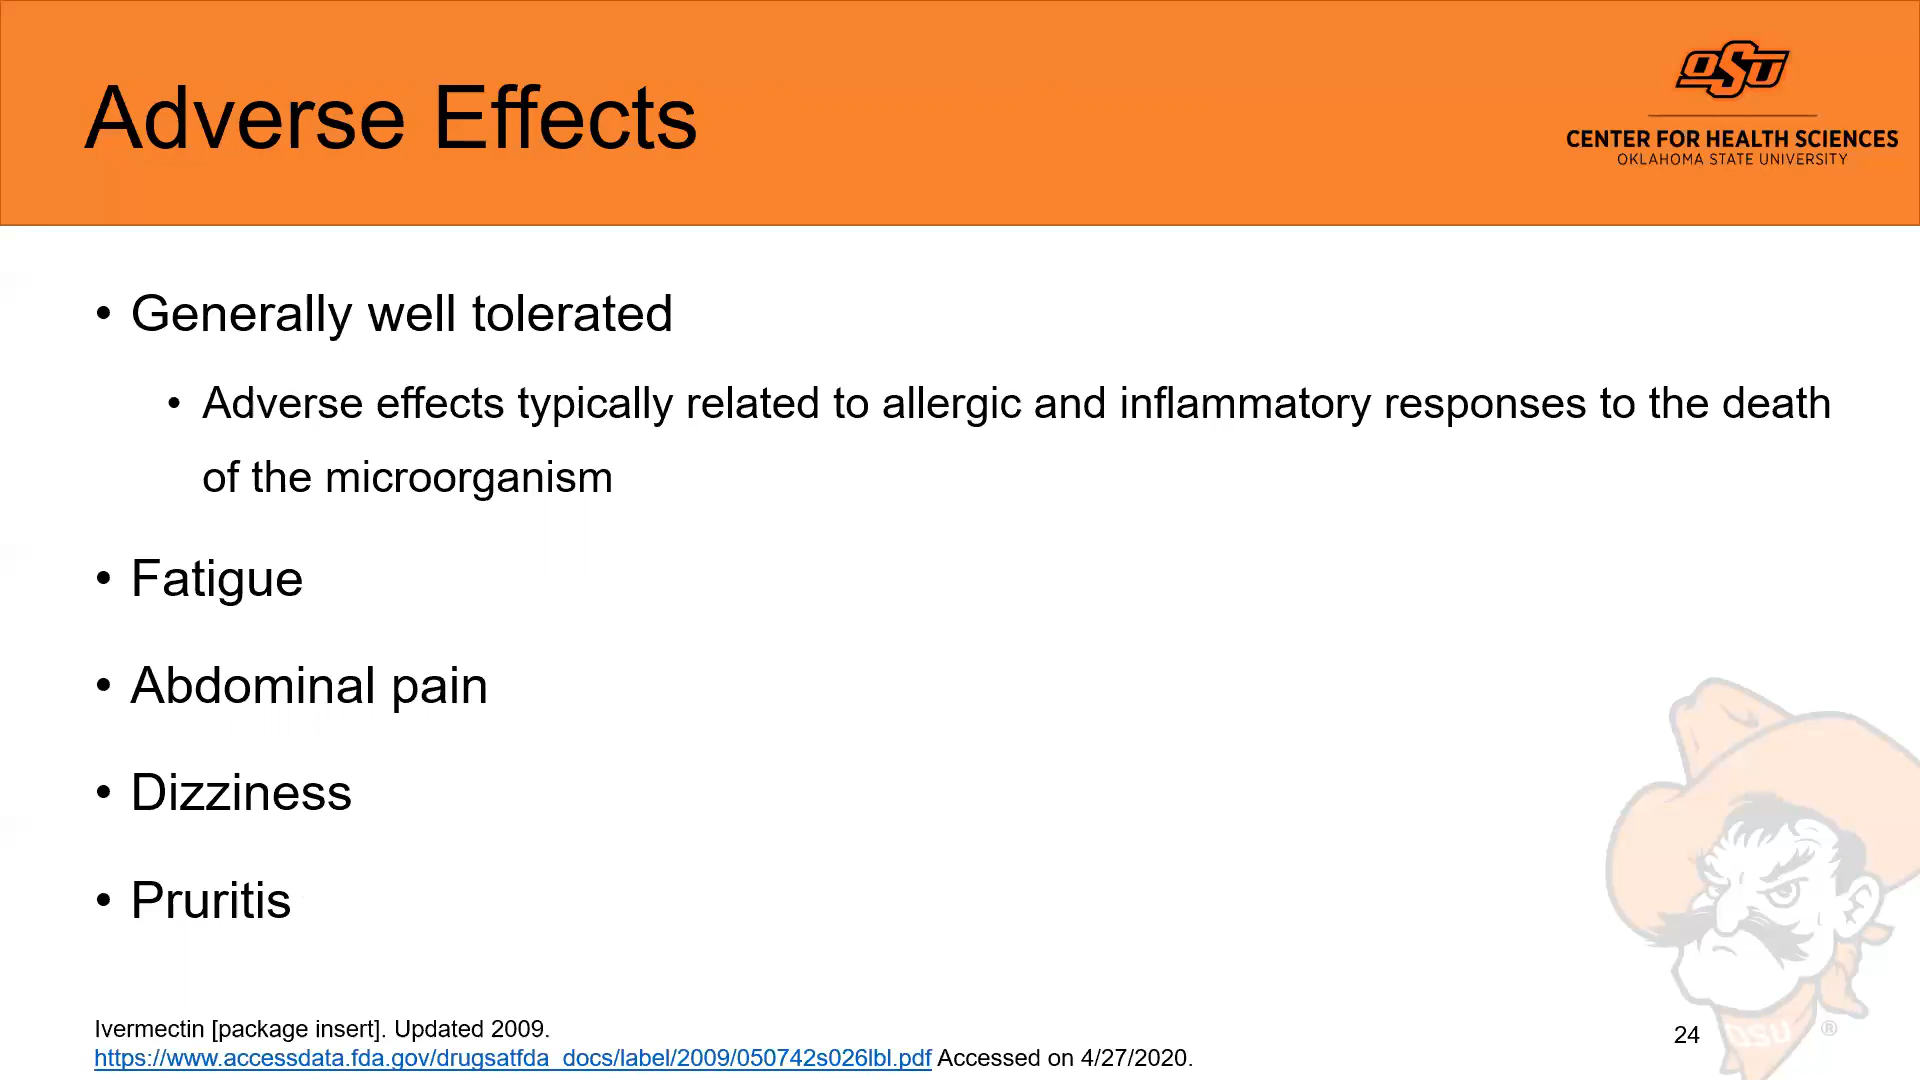 Adverse Effects
OSU
CENTER FOR HEALTH SCIENCES
OKLAHOMA STATE UNIVERSITY
• Generally well tolerated
• Adverse effects typically related to allergic and inflammatory responses to the death
of the microorganism
• Fatigue
• Abdominal pain
• Dizziness
• Pruritis
Ivermectin [package insert]. Updated 2009.
https://www.accessdata.fda.gov/drugsatfda_docs/label/2009/050742s026lbl.pdf Accessed on 4/27/2020.
24
OSU ®